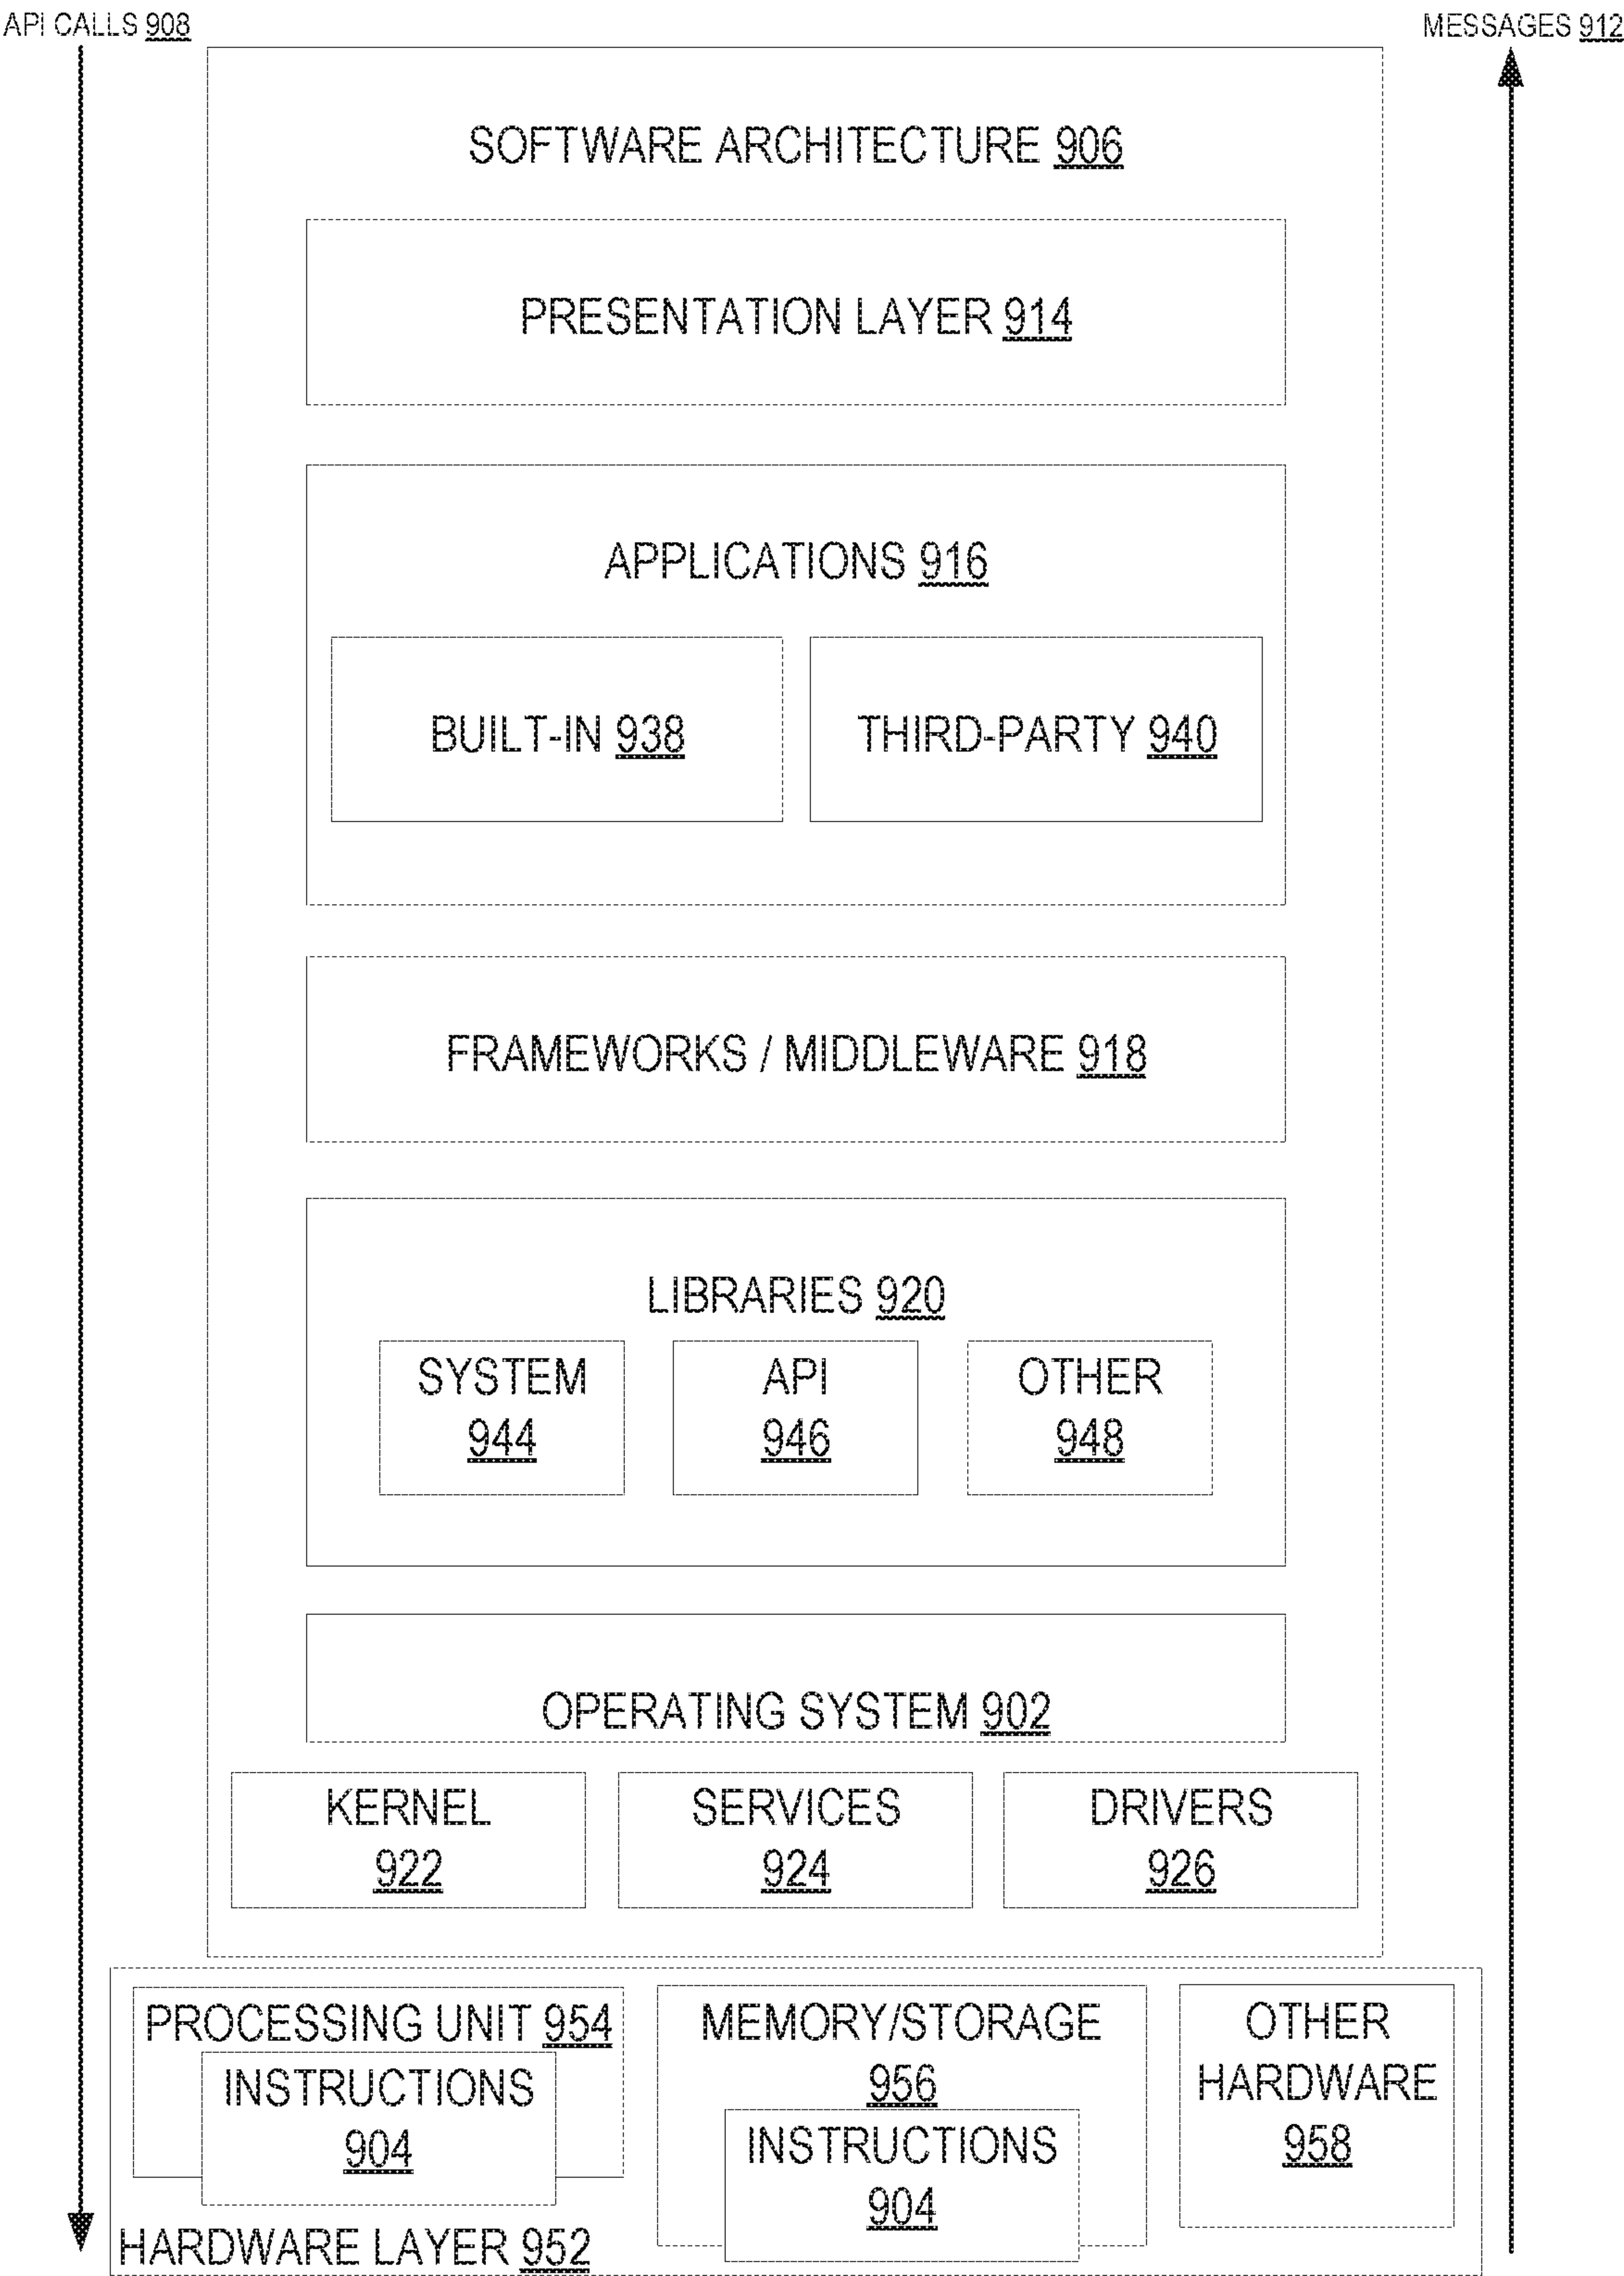 API CALLS 908
MESSAGES 912
SOFTWARE ARCHITECTURE 906
PRESENTATION LAYER 914
APPLICATIONS 916
BUILT-IN 938
THIRD-PARTY 940
FRAMEWORKS / MIDDLEWARE 918
LIBRARIES 920
SYSTEM
944
API
946
OTHER
948
OPERATING SYSTEM 902
KERNEL
922
SERVICES
924
DRIVERS
926
PROCESSING UNIT 954
INSTRUCTIONS
904
MEMORY/STORAGE
956
INSTRUCTIONS
904
OTHER
HARDWARE
958
HARDWARE LAYER 952